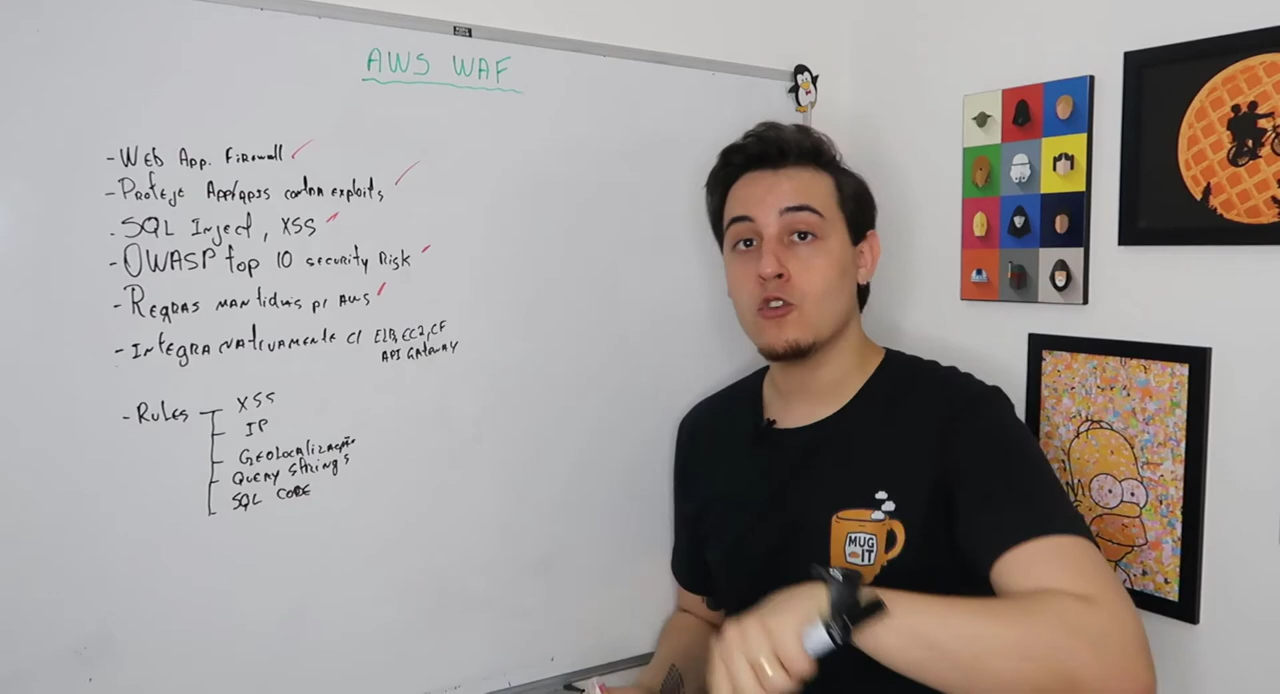 AWS WAF
- Web App. Firewall
- Protege contra exploits
- SQL Inject, XSS
- OWASP top 10 security Risk
- Regras mantidas p/ AWS
- Integra nativamente c/ ELB, EC2, CF
API Gateway
- Rules
XSS
IP
Geolocalização
Query Strings
SQL Code
MUG
IT